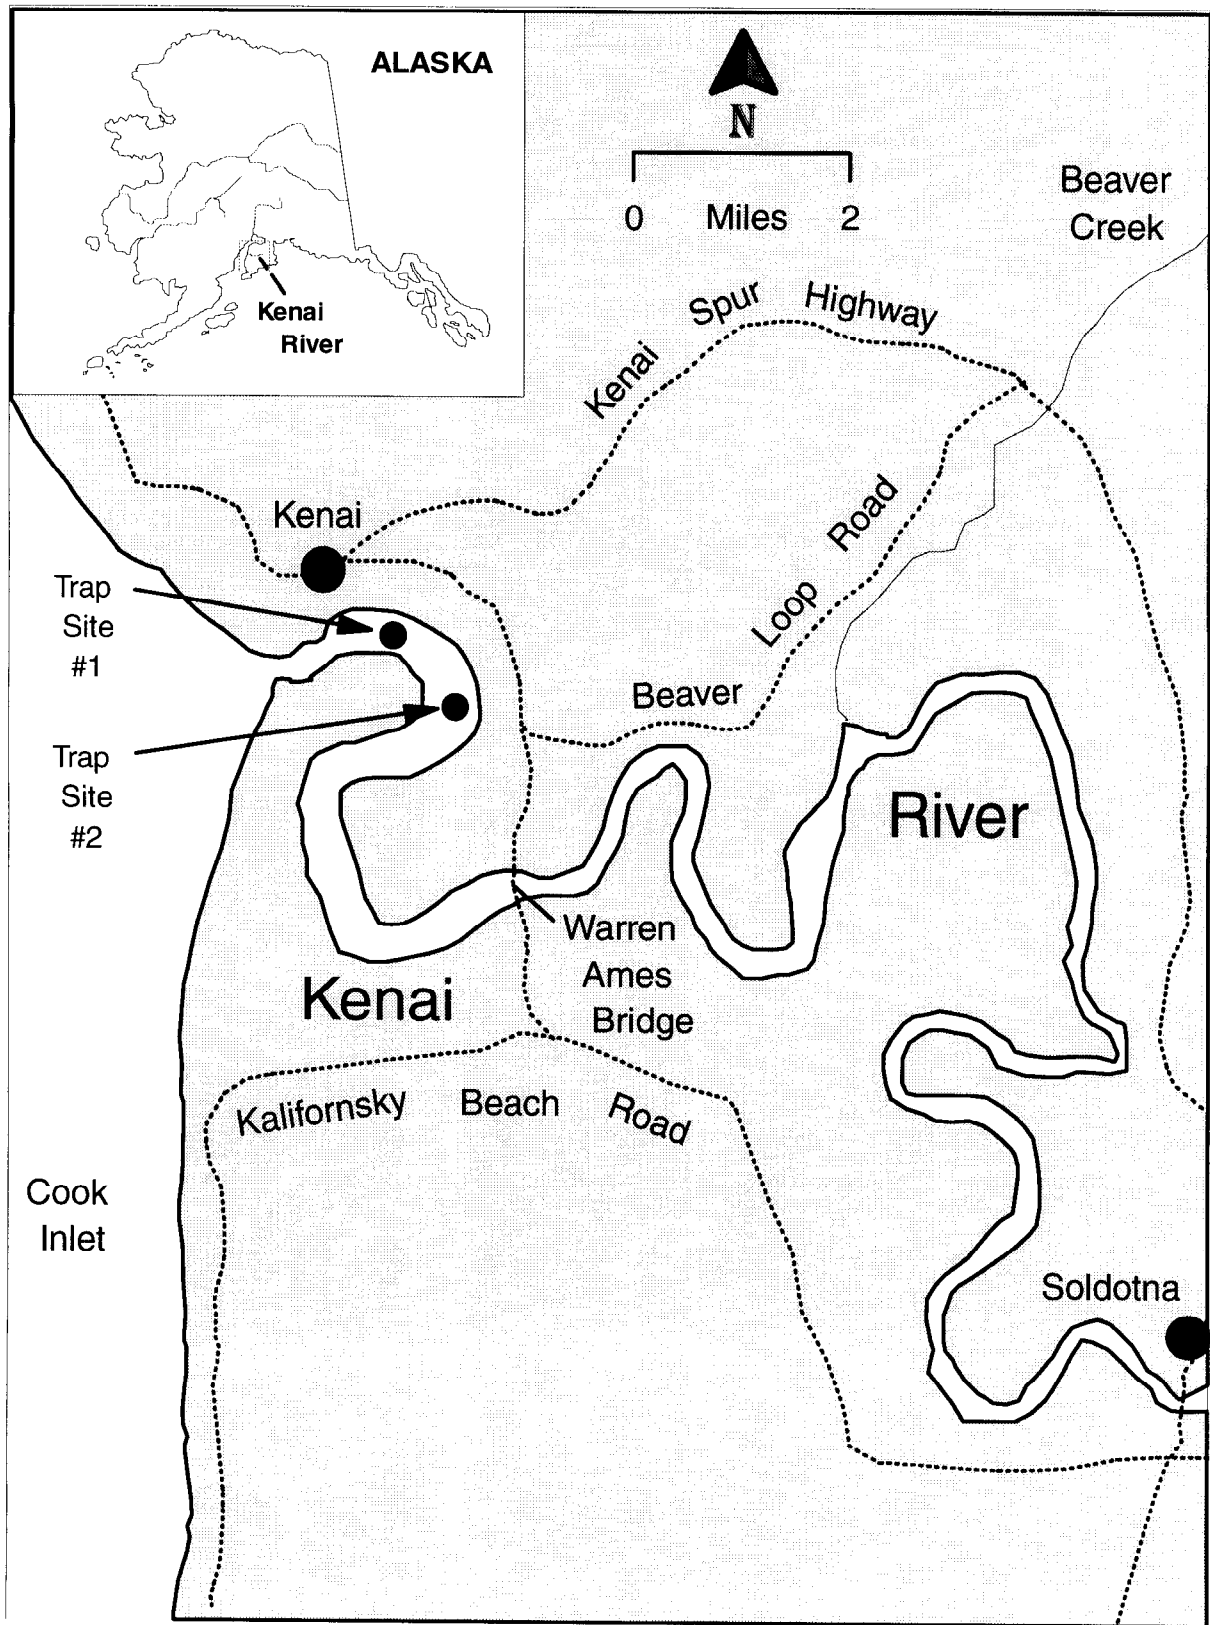 ALASKA
Kenai
River
N
0 Miles 2
Beaver
Creek
Kenai Spur Highway
Kenai
Trap
Site
#1
Beaver Loop Road
Trap
Site
#2
River
Warren
Ames
Bridge
Kenai
Kalifornsky Beach Road
Cook
Inlet
Soldotna